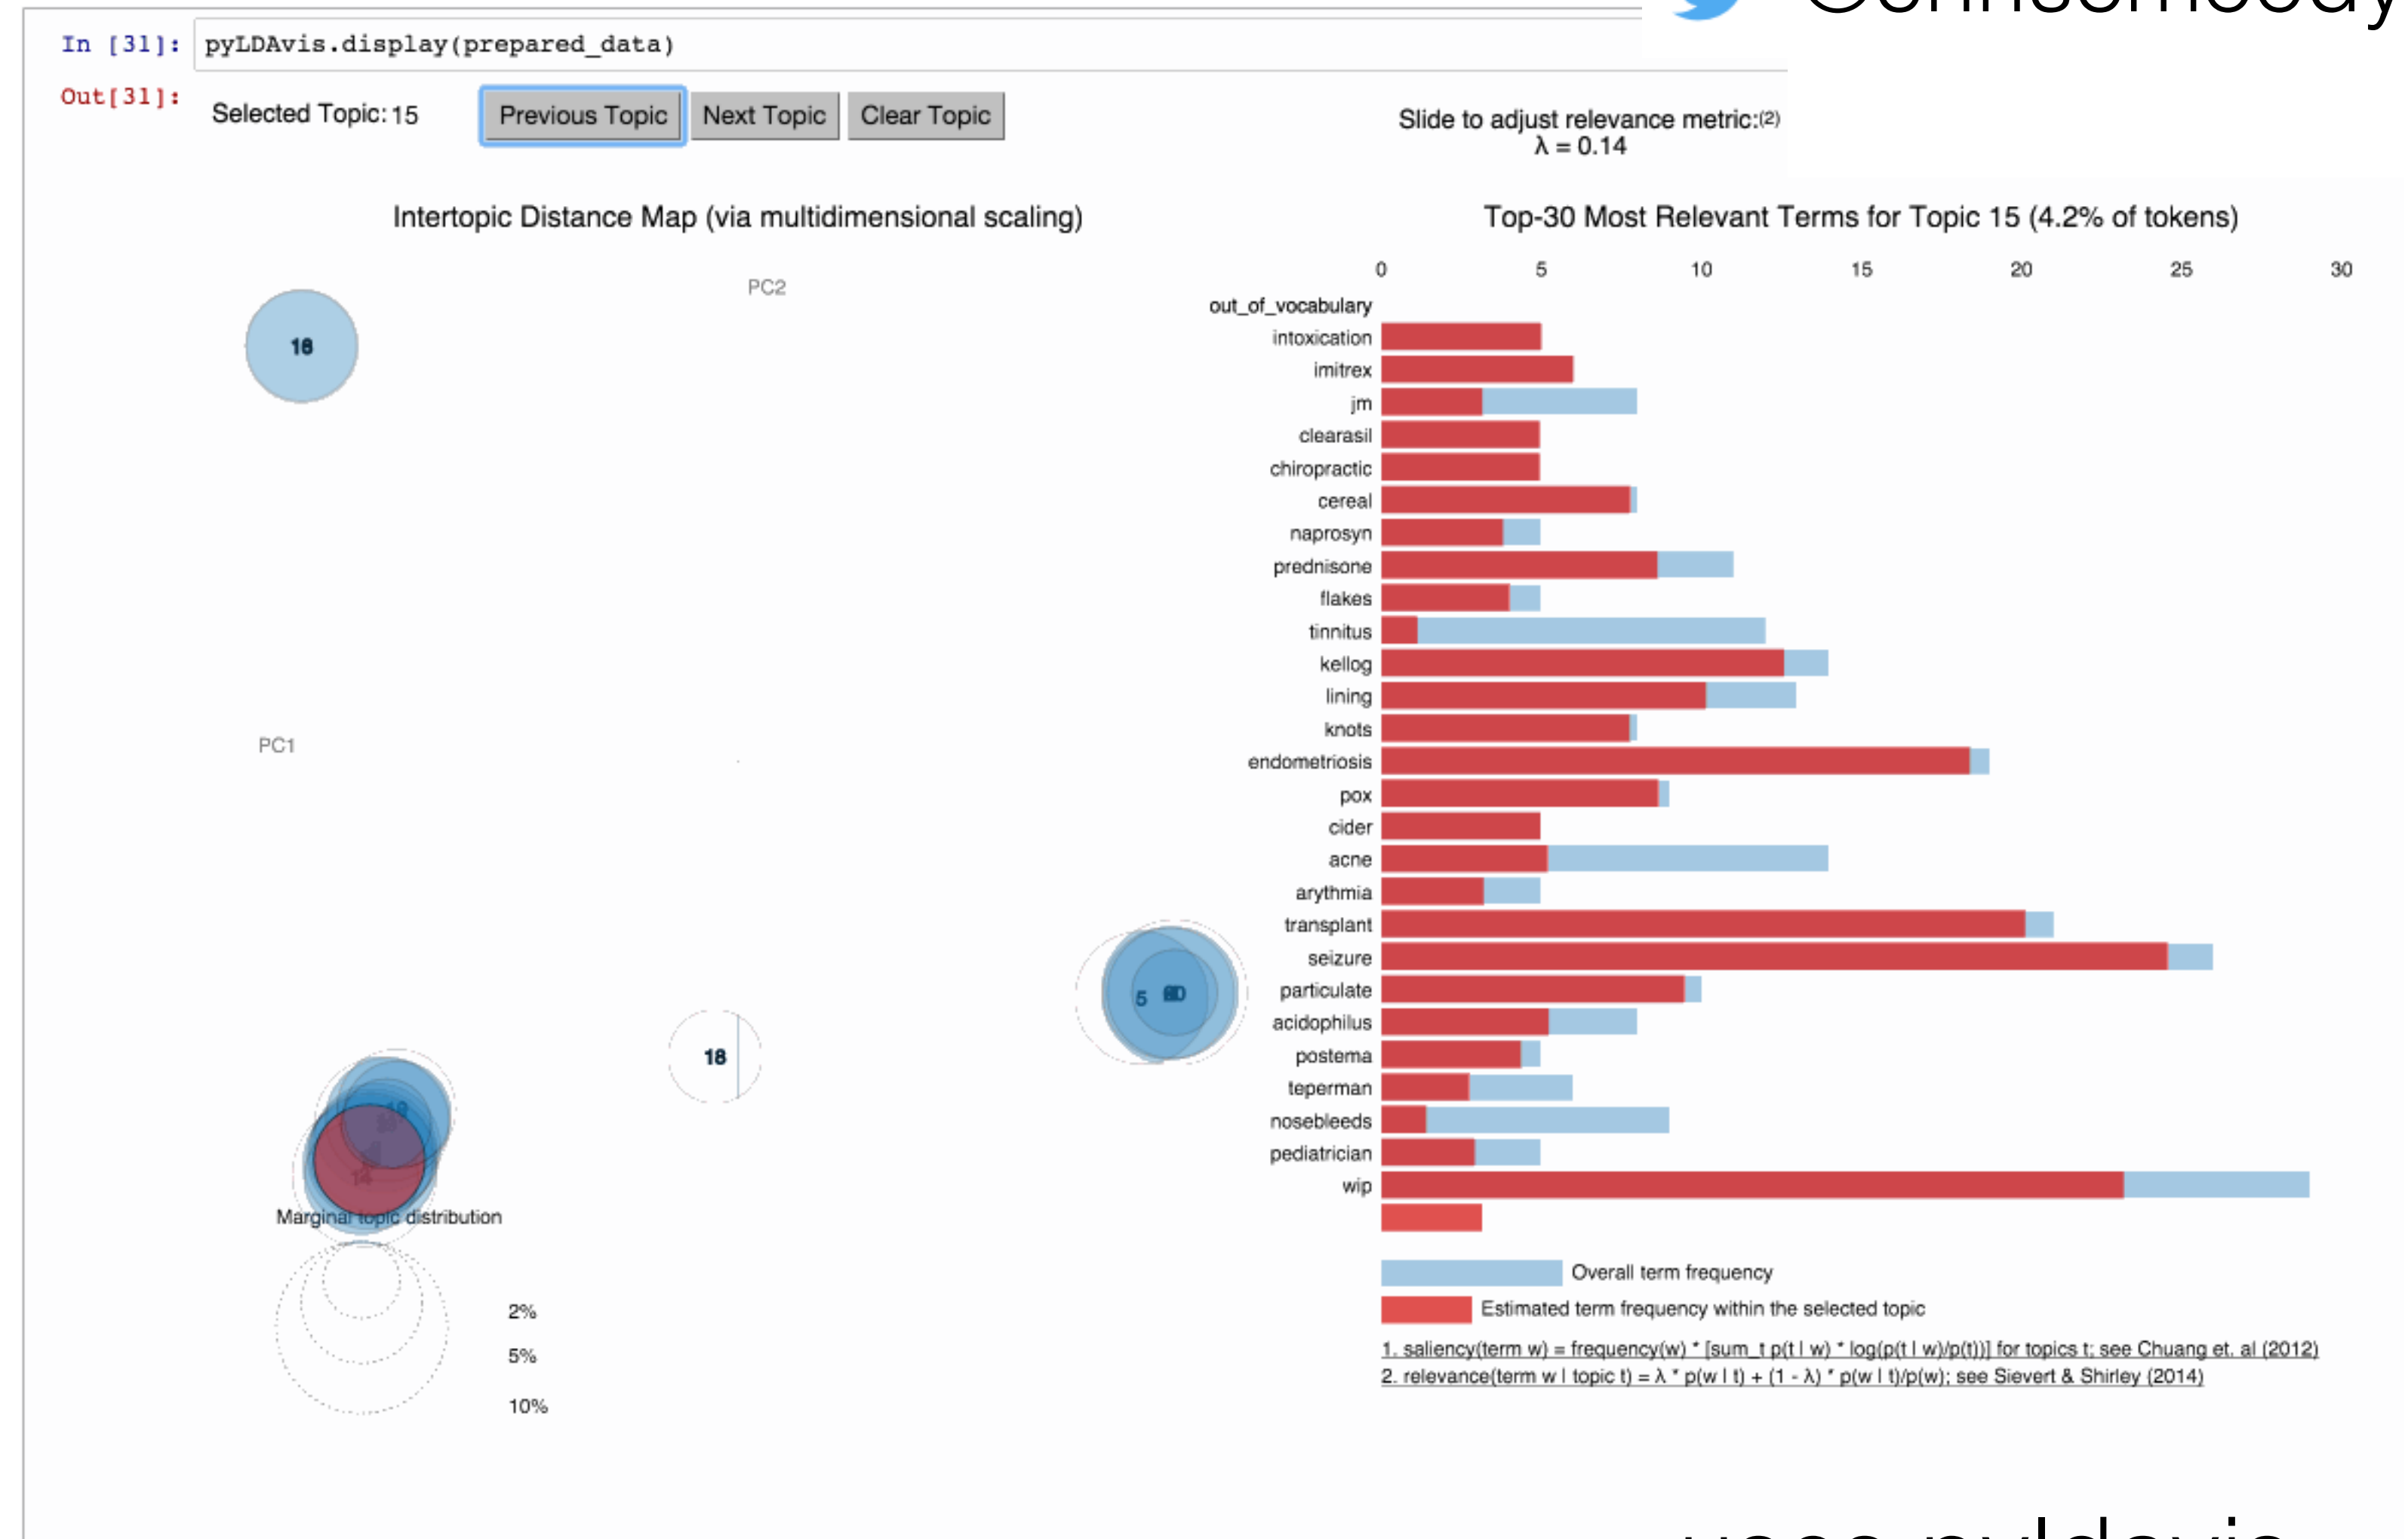 In [31]: pyLDAvis.display(prepared_data)
Out[31]:
Selected Topic: 15 Previous Topic Next Topic Clear Topic
Slide to adjust relevance metric:(2)
λ = 0.14
Intertopic Distance Map (via multidimensional scaling)
PC2
18
PC1
18
5
14
Marginal topic distribution
2%
5%
10%
Top-30 Most Relevant Terms for Topic 15 (4.2% of tokens)
0 5 10 15 20 25 30
out_of_vocabulary
intoxication
imitrex
jm
clearasil
chiropractic
cereal
naprosyn
prednisone
flakes
tinnitus
kellog
lining
knots
endometriosis
pox
cider
acne
arythmia
transplant
seizure
particulate
acidophilus
postema
teperman
nosebleeds
pediatrician
wip
Overall term frequency
Estimated term frequency within the selected topic
1. saliency(term w) = frequency(w) * [sum_t p(t | w) * log(p(t | w)/p(t))] for topics t; see Chuang et. al (2012)
2. relevance(term w | topic t) = λ * p(w | t) + (1 - λ) * p(w | t)/p(w); see Sievert & Shirley (2014)